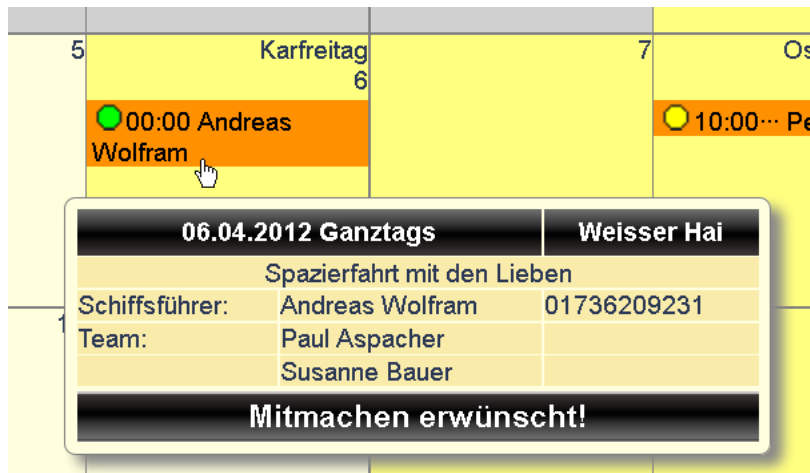 5
Karfreitag
6
7
Os
00:00 Andreas
Wolfram
10:00... Pe
06.04.2012 Ganztags Weisser Hai
Spazierfahrt mit den Lieben
Schiffsführer: Andreas Wolfram 01736209231
1
Team: Paul Aspacher
Susanne Bauer
Mitmachen erwünscht!